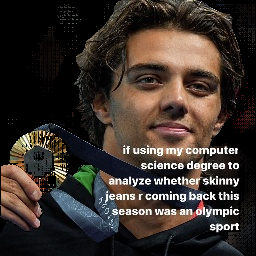 if using my computer
science degree to
analyze whether skinny
jeans r coming back this
season was an olympic
sport